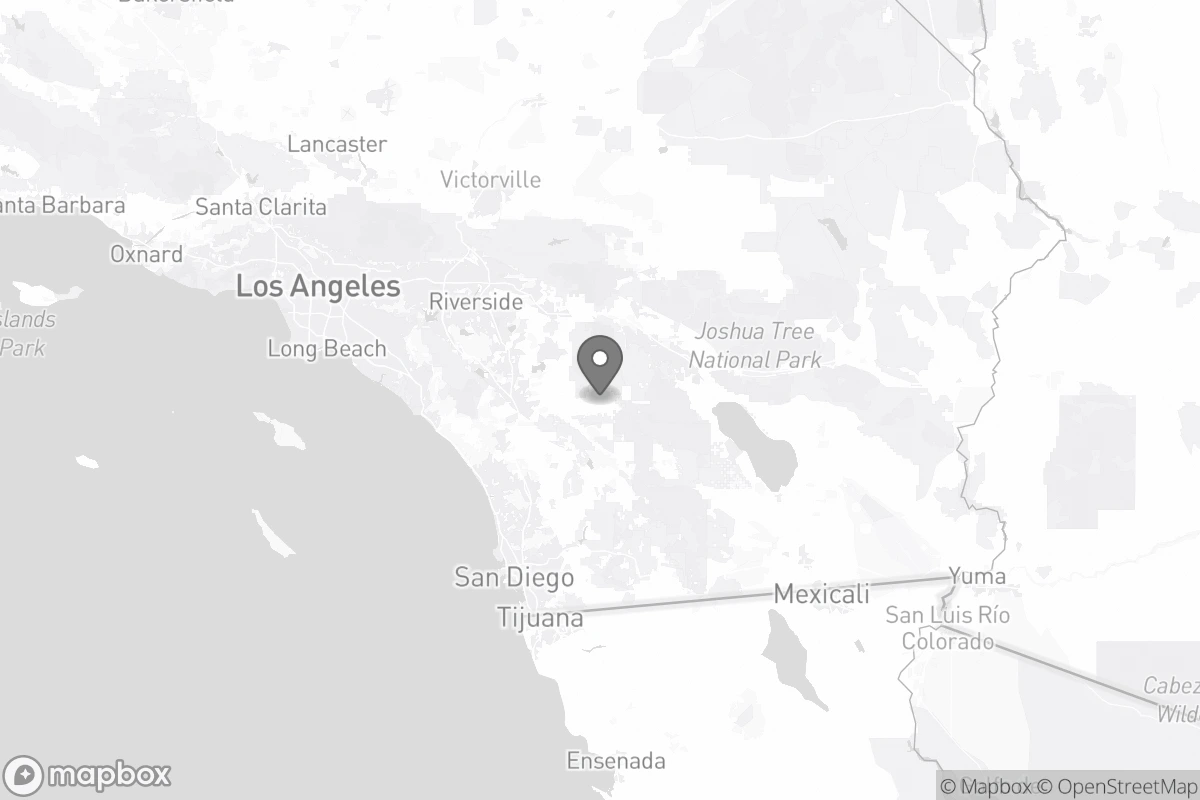 Lancaster
Victorville
Santa Clarita
anta Barbara
Oxnard
Los Angeles
Riverside
slands
Park
Long Beach
Joshua Tree
National Park
San Diego
Tijuana
Mexicali
Yuma
San Luis Río
Colorado
Cabez
Wild
Ensenada
mapbox
© Mapbox © OpenStreetMap